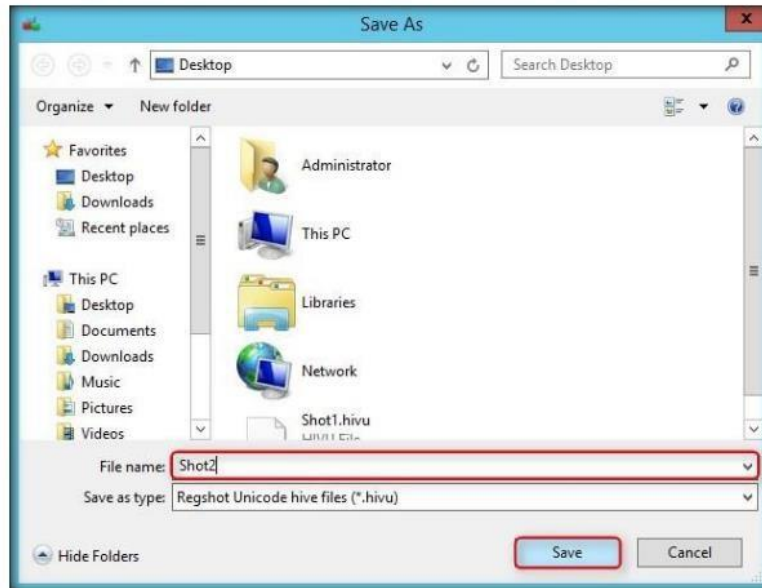 Save As
x
Desktop
Search Desktop
Organize
New folder
Favorites
Desktop
Downloads
Recent places
This PC
Desktop
Documents
Downloads
Music
Pictures
Videos
Administrator
This PC
Libraries
Network
Shot1.hivu
HIVU File
File name: Shot2
Save as type: Regshot Unicode hive files (*.hivu)
Hide Folders
Save
Cancel